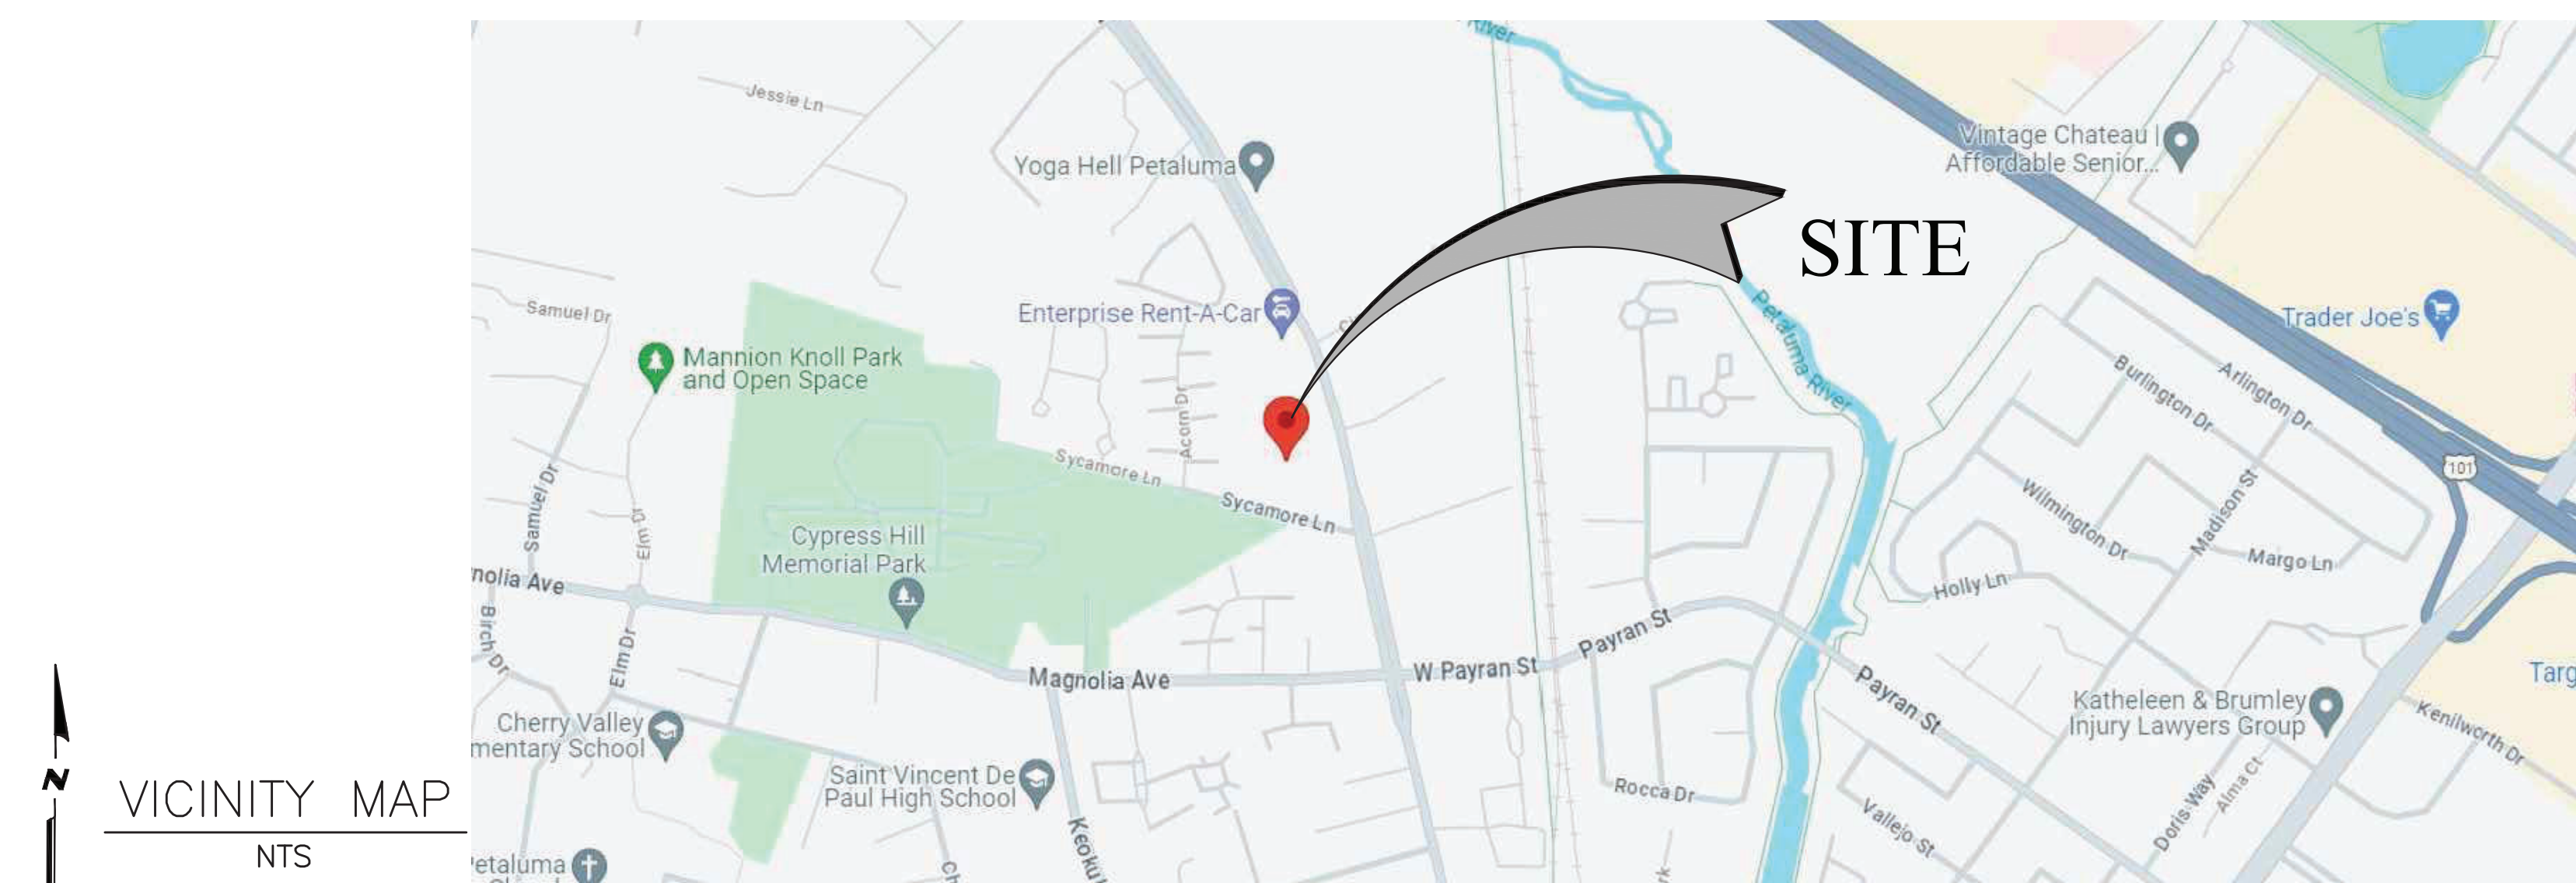 River
Jessie Ln
Yoga Hell Petaluma
Vintage Chateau |
Affordable Senior...
SITE
Samuel Dr
Enterprise Rent-A-Car
Petaluma River
Trader Joe's
Mannion Knoll Park
and Open Space
Acorn Dr
Burlington Dr
Arlington Dr
Sycamore Ln
Sycamore Ln
101
Samuel Dr
Elm Dr
Cypress Hill
Memorial Park
Wilmington Dr
Madison St
Margo Ln
nolia Ave
Birch Dr
Elm Dr
Holly Ln
Magnolia Ave
W Payran St
Payran St
Payran St
Targ
Katheleen & Brumley
Injury Lawyers Group
Kenilworth Dr
Cherry Valley
mentary School
Saint Vincent De
Paul High School
Rocca Dr
Vallejo St
Doris Way
Alma Ct
Keoku
Ch
etaluma
rk
N
VICINITY MAP
NTS